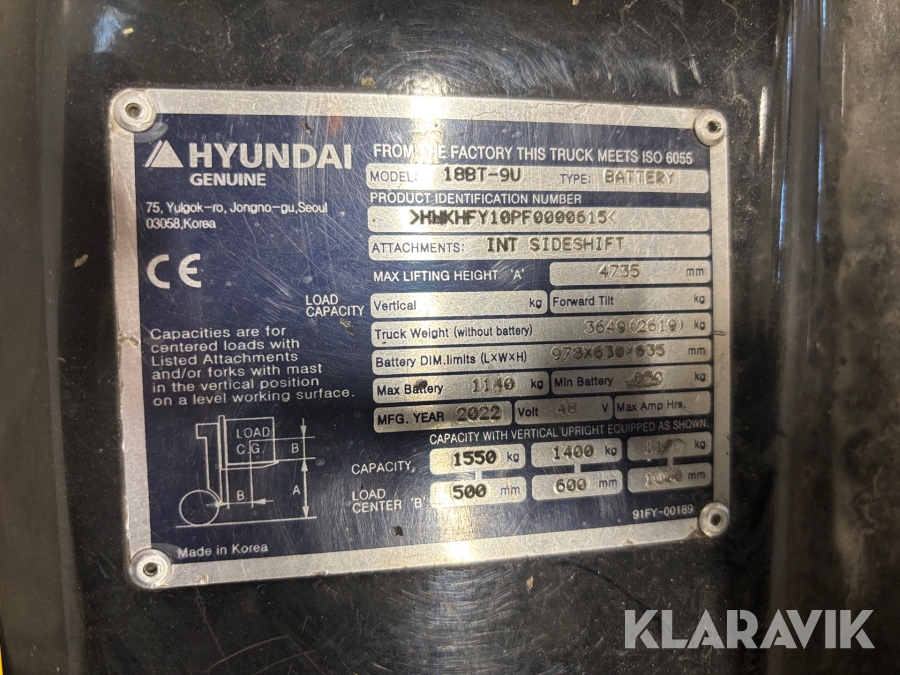 HYUNDAI
GENUINE
75, Yulgok-ro, Jongno-gu,Seoul
03058,Korea
CE
FROM THE FACTORY THIS TRUCK MEETS ISO 6055
MODEL: 18BT-9U TYPE: BATTERY
PRODUCT IDENTIFICATION NUMBER
>HHKHFY10PF0000615<
ATTACHMENTS: INT SIDESHIFT
MAX LIFTING HEIGHT 'A' 4735 mm
LOAD CAPACITY Vertical kg Forward Tilt kg
Truck Weight (without battery) 3649(2619) kg
Battery DIM.limits (L×W×H) 978X630X635 mm
Max Battery 1140 kg Min Battery kg
MFG. YEAR 2022 Volt 48 V Max Amp Hrs.
CAPACITY WITH VERTICAL UPRIGHT EQUIPPED AS SHOWN.
CAPACITY 1550 kg 1400 kg kg
LOAD CENTER 'B' 500 mm 600 mm mm
Capacities are for
centered loads with
Listed Attachments
and/or forks with mast
in the vertical position
on a level working surface.
LOAD
C.G.
B
B
A
91FY-00189
Made in Korea
KLARAVIK